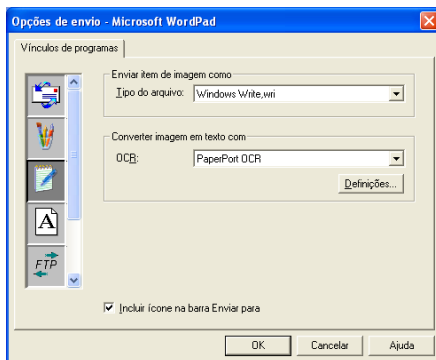 Opções de envio - Microsoft WordPad
Vínculos de programas
Enviar item de imagem como
Tipo do arquivo: Windows Write,wri
Converter imagem em texto com
OCR: PaperPort OCR
Definições...
A
FTP
Incluir ícone na barra Enviar para
OK Cancelar Ajuda